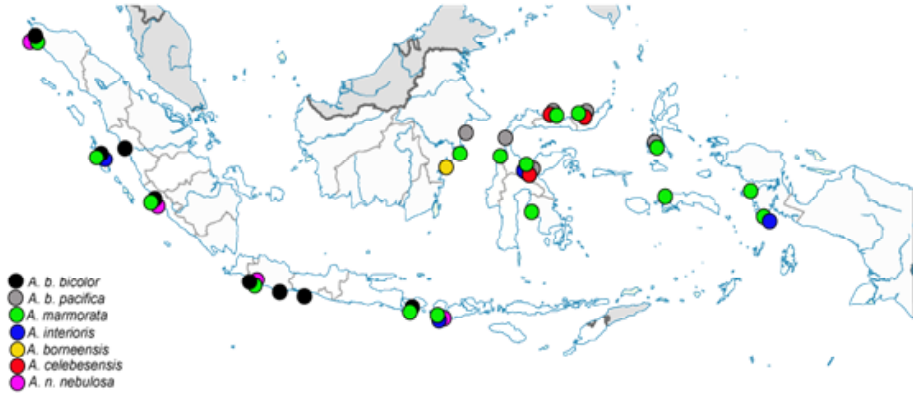 A. b. bicolor
A. b. pacifica
A. marmorata
A. interioris
A. borneensis
A. celebesensis
A. n. nebulosa